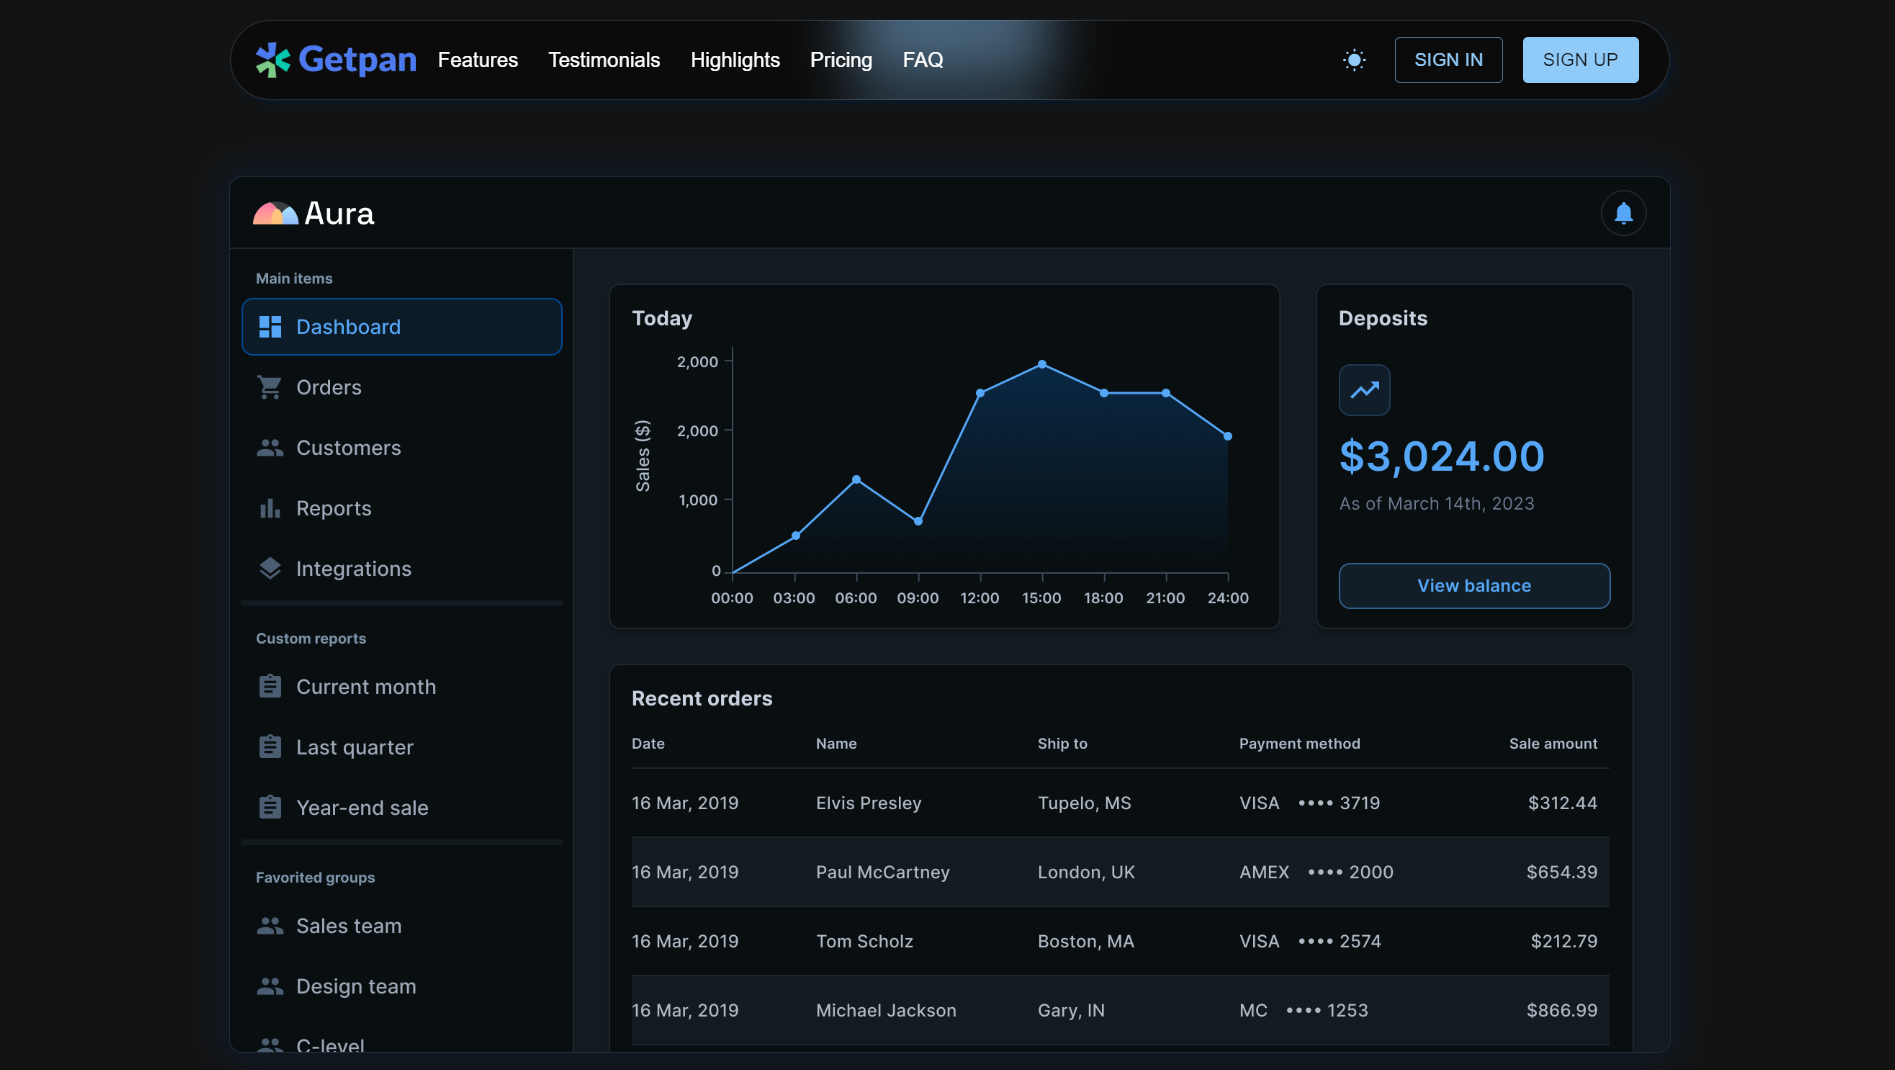 Getpan Features Testimonials Highlights Pricing FAQ SIGN IN SIGN UP
Aura
Main items
Dashboard
Orders
Customers
Reports
Integrations
Custom reports
Current month
Last quarter
Year-end sale
Favorited groups
Sales team
Design team
C-level
Today
Sales ($)
2,000
2,000
1,000
0
00:00 03:00 06:00 09:00 12:00 15:00 18:00 21:00 24:00
Deposits
$3,024.00
As of March 14th, 2023
View balance
Recent orders
Date Name Ship to Payment method Sale amount
16 Mar, 2019 Elvis Presley Tupelo, MS VISA •••• 3719 $312.44
16 Mar, 2019 Paul McCartney London, UK AMEX •••• 2000 $654.39
16 Mar, 2019 Tom Scholz Boston, MA VISA •••• 2574 $212.79
16 Mar, 2019 Michael Jackson Gary, IN MC •••• 1253 $866.99